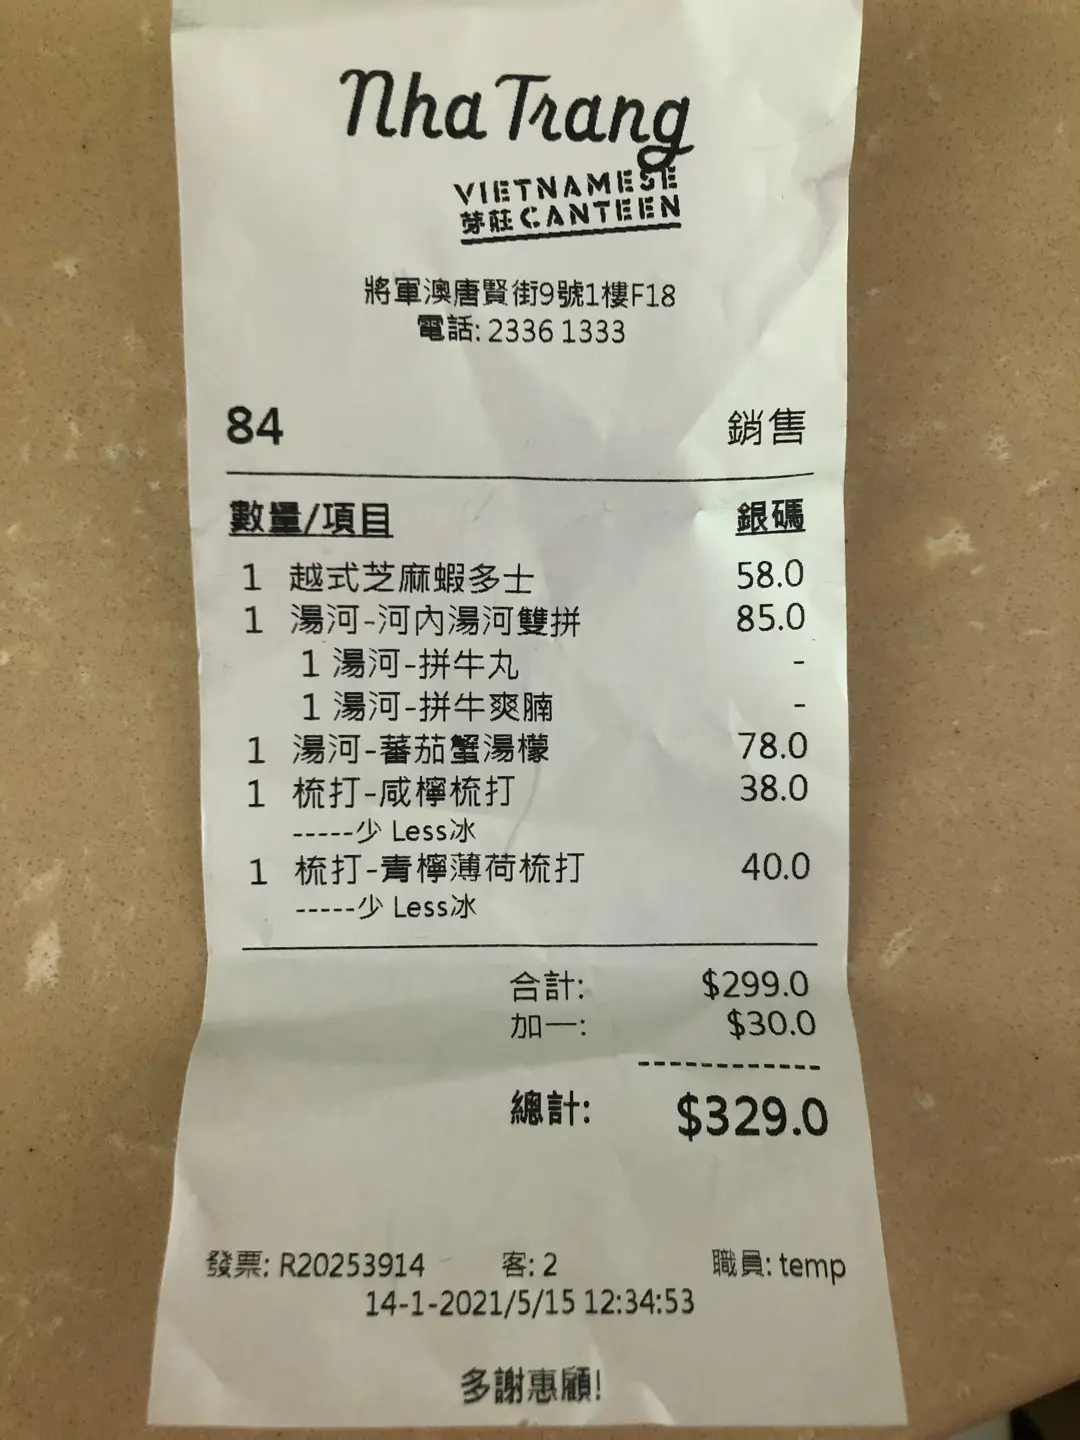 Nha Trang
VIETNAMESE
芽莊 CANTEEN
將軍澳唐賢街9號1樓F18
電話: 2336 1333
84 銷售
數量/項目 銀碼
1 越式芝麻蝦多士 58.0
1 湯河-河內湯河雙拼 85.0
1 湯河-拼牛丸 -
1 湯河-拼牛爽腩 -
1 湯河-蕃茄蟹湯檬 78.0
1 梳打-咸檸梳打 38.0
-----少 Less冰
1 梳打-青檸薄荷梳打 40.0
-----少 Less冰
合計: $299.0
加一: $30.0
------------
總計: $329.0
發票: R20253914 客: 2 職員: temp
14-1-2021/5/15 12:34:53
多謝惠顧!